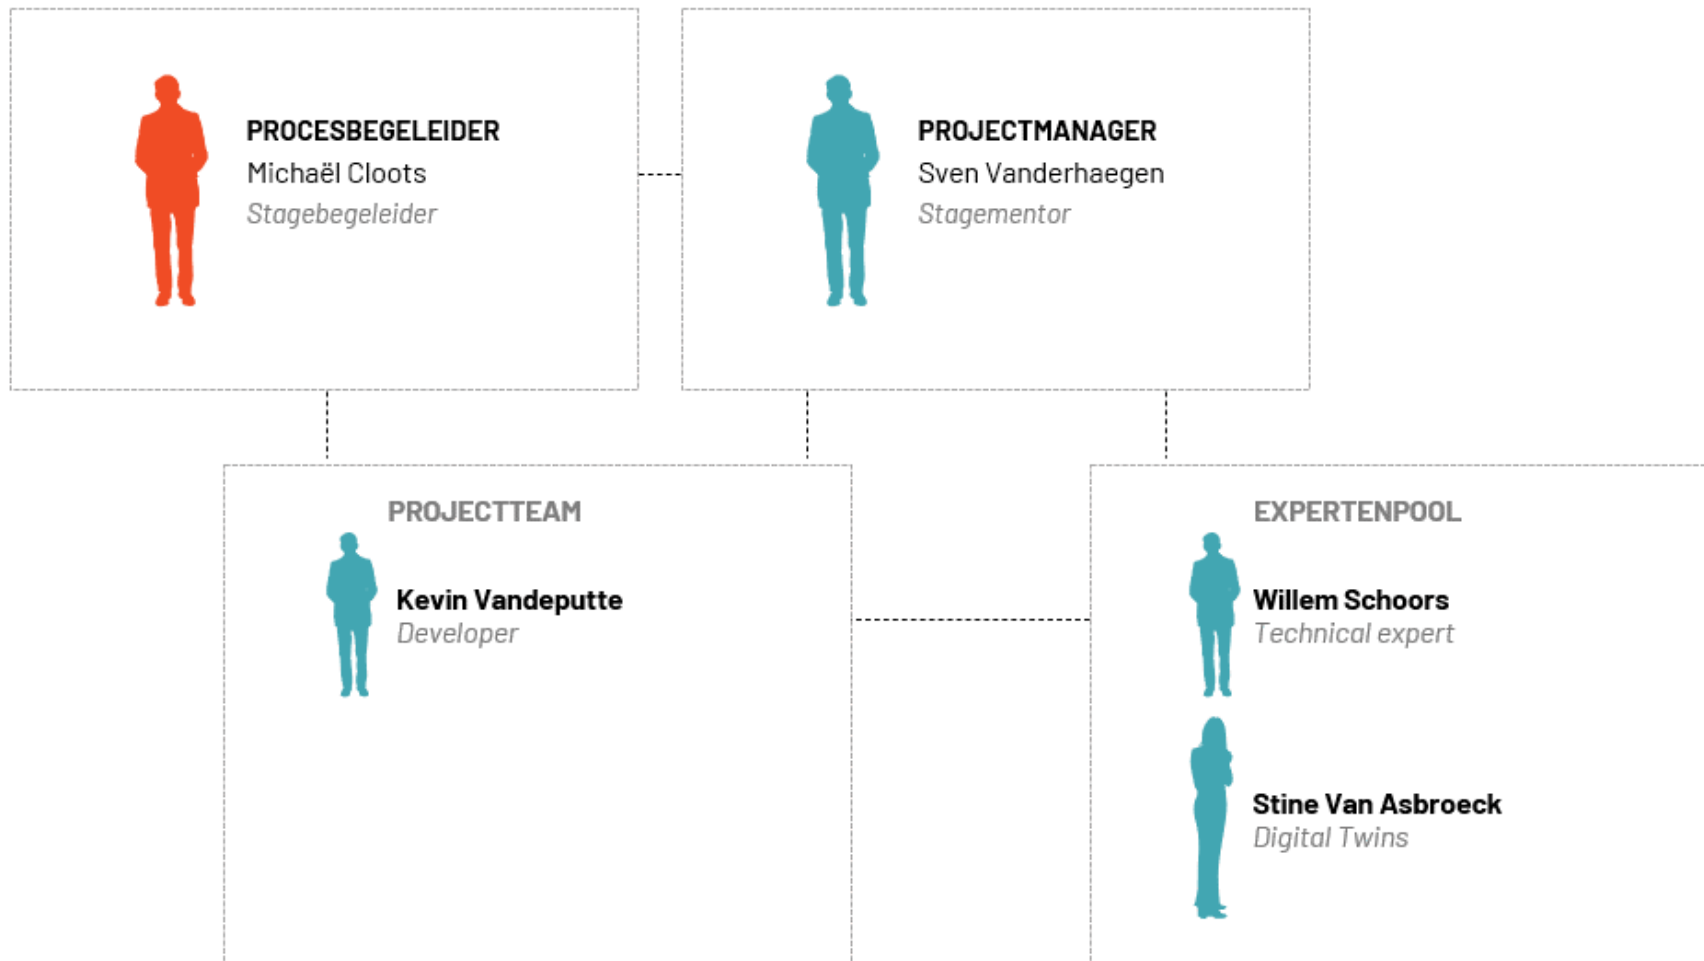 PROCESBEGELEIDER
Michaël Cloots
Stagebegeleider
PROJECTMANAGER
Sven Vanderhaegen
Stagementor
PROJECTTEAM
Kevin Vandeputte
Developer
EXPERTENPOOL
Willem Schoors
Technical expert
Stine Van Asbroeck
Digital Twins